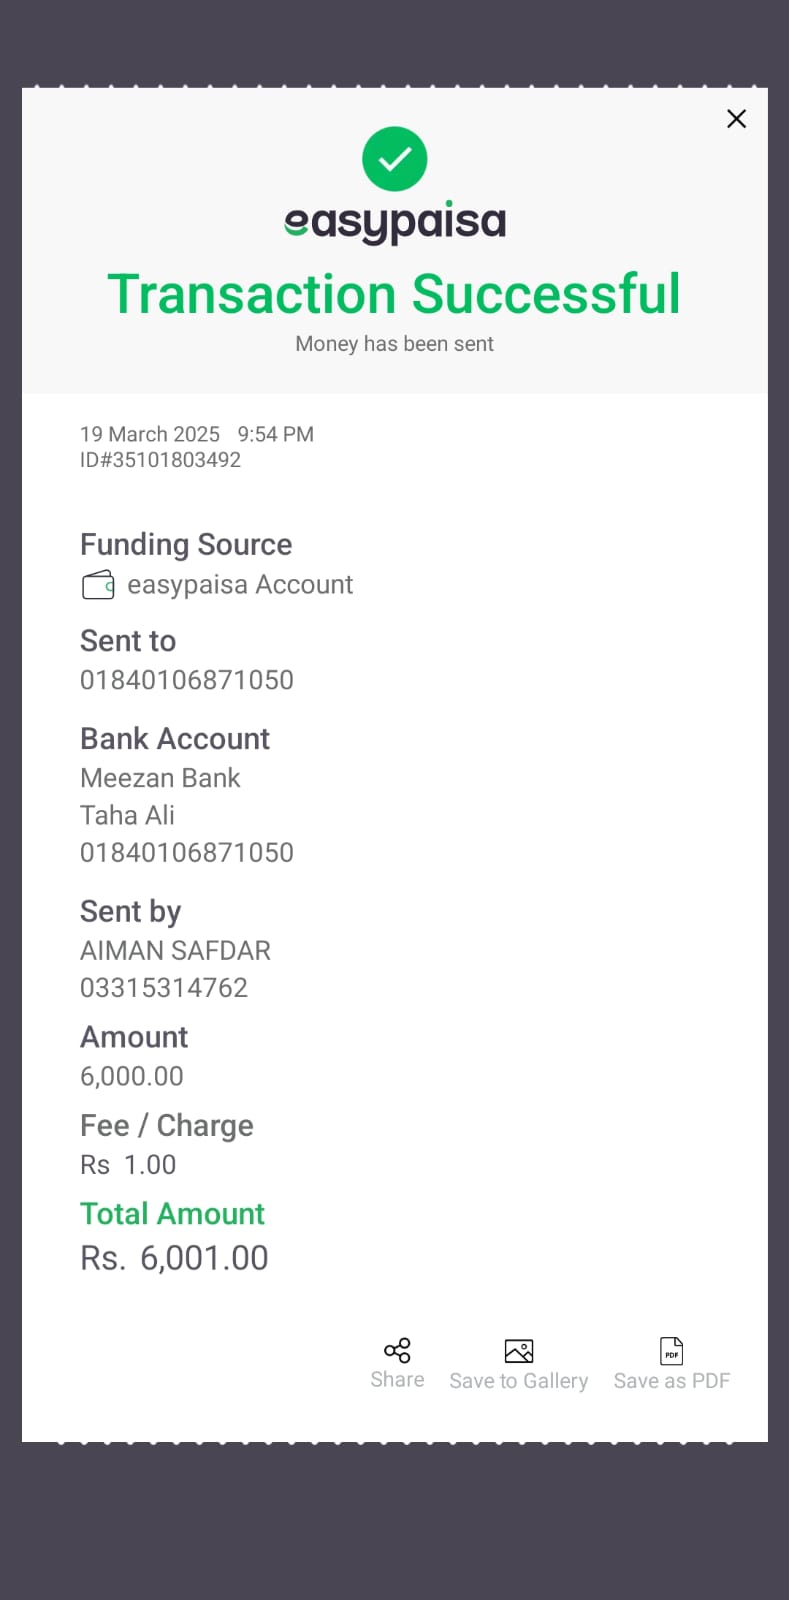 easypaisa
Transaction Successful
Money has been sent
19 March 2025 9:54 PM
ID#35101803492
Funding Source
easypaisa Account
Sent to
01840106871050
Bank Account
Meezan Bank
Taha Ali
01840106871050
Sent by
AIMAN SAFDAR
03315314762
Amount
6,000.00
Fee / Charge
Rs 1.00
Total Amount
Rs. 6,001.00
PDF
Share Save to Gallery Save as PDF